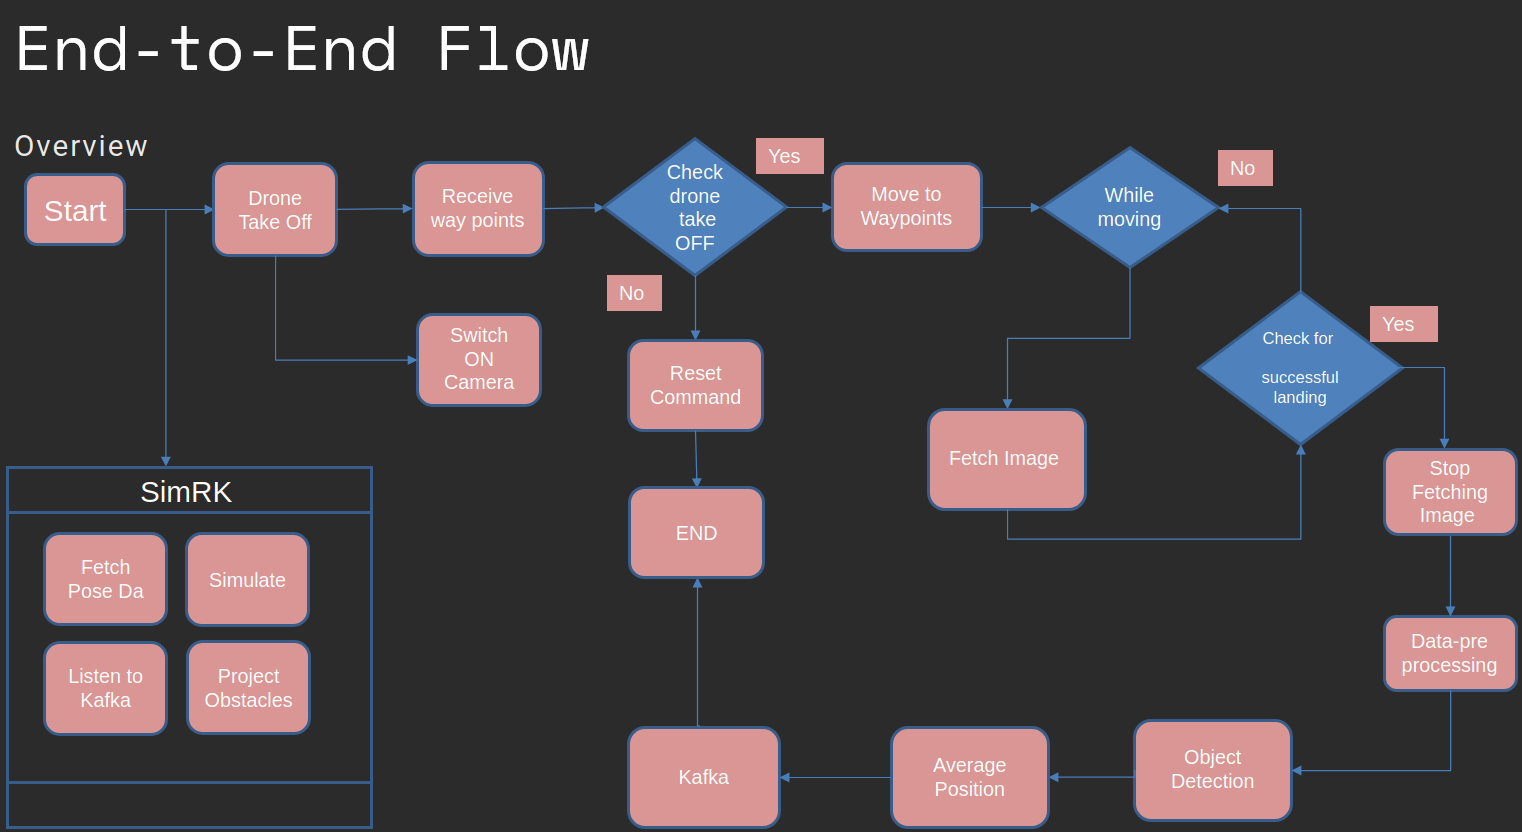 End-to-End Flow
Overview
Start
Drone
Take Off
Receive
way points
Check
drone
take
OFF
Yes
No
Move to
Waypoints
While
moving
No
Switch
ON
Camera
Reset
Command
END
Fetch Image
Check for
successful
landing
Yes
Stop
Fetching
Image
Data-pre
processing
Object
Detection
Average
Position
Kafka
SimRK
Fetch
Pose Da
Simulate
Listen to
Kafka
Project
Obstacles